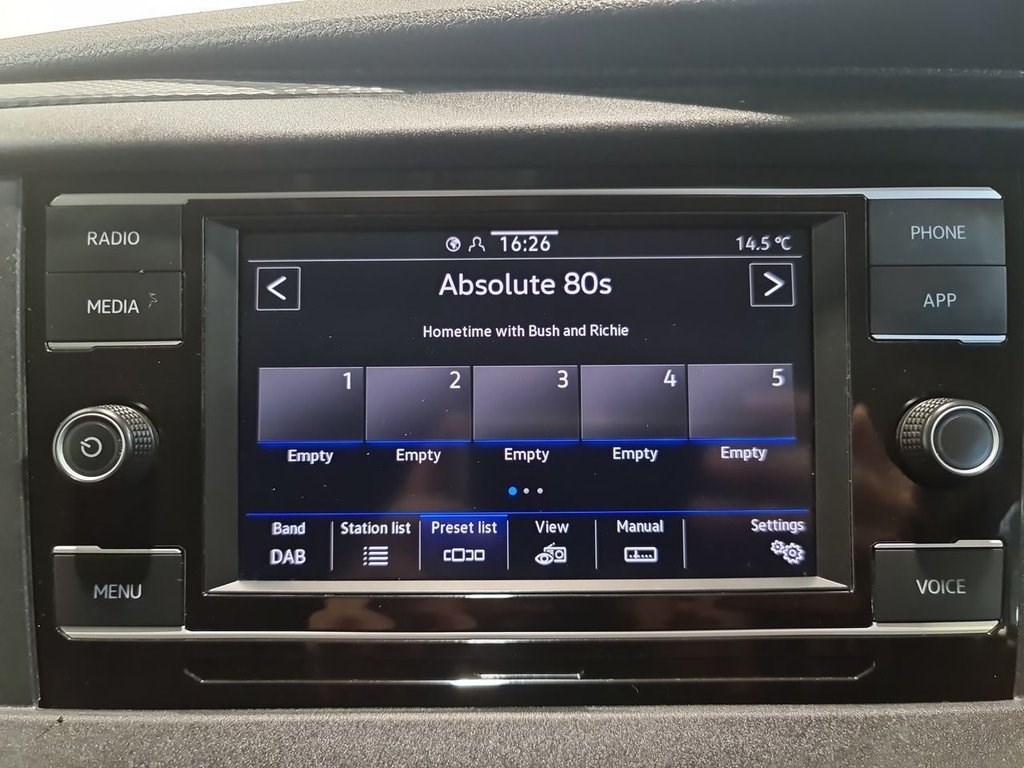 RADIO
MEDIA
MENU
16:26
14.5 °C
Absolute 80s
Hometime with Bush and Richie
1 2 3 4 5
Empty Empty Empty Empty Empty
Band Station list Preset list View Manual Settings
DAB
PHONE
APP
VOICE